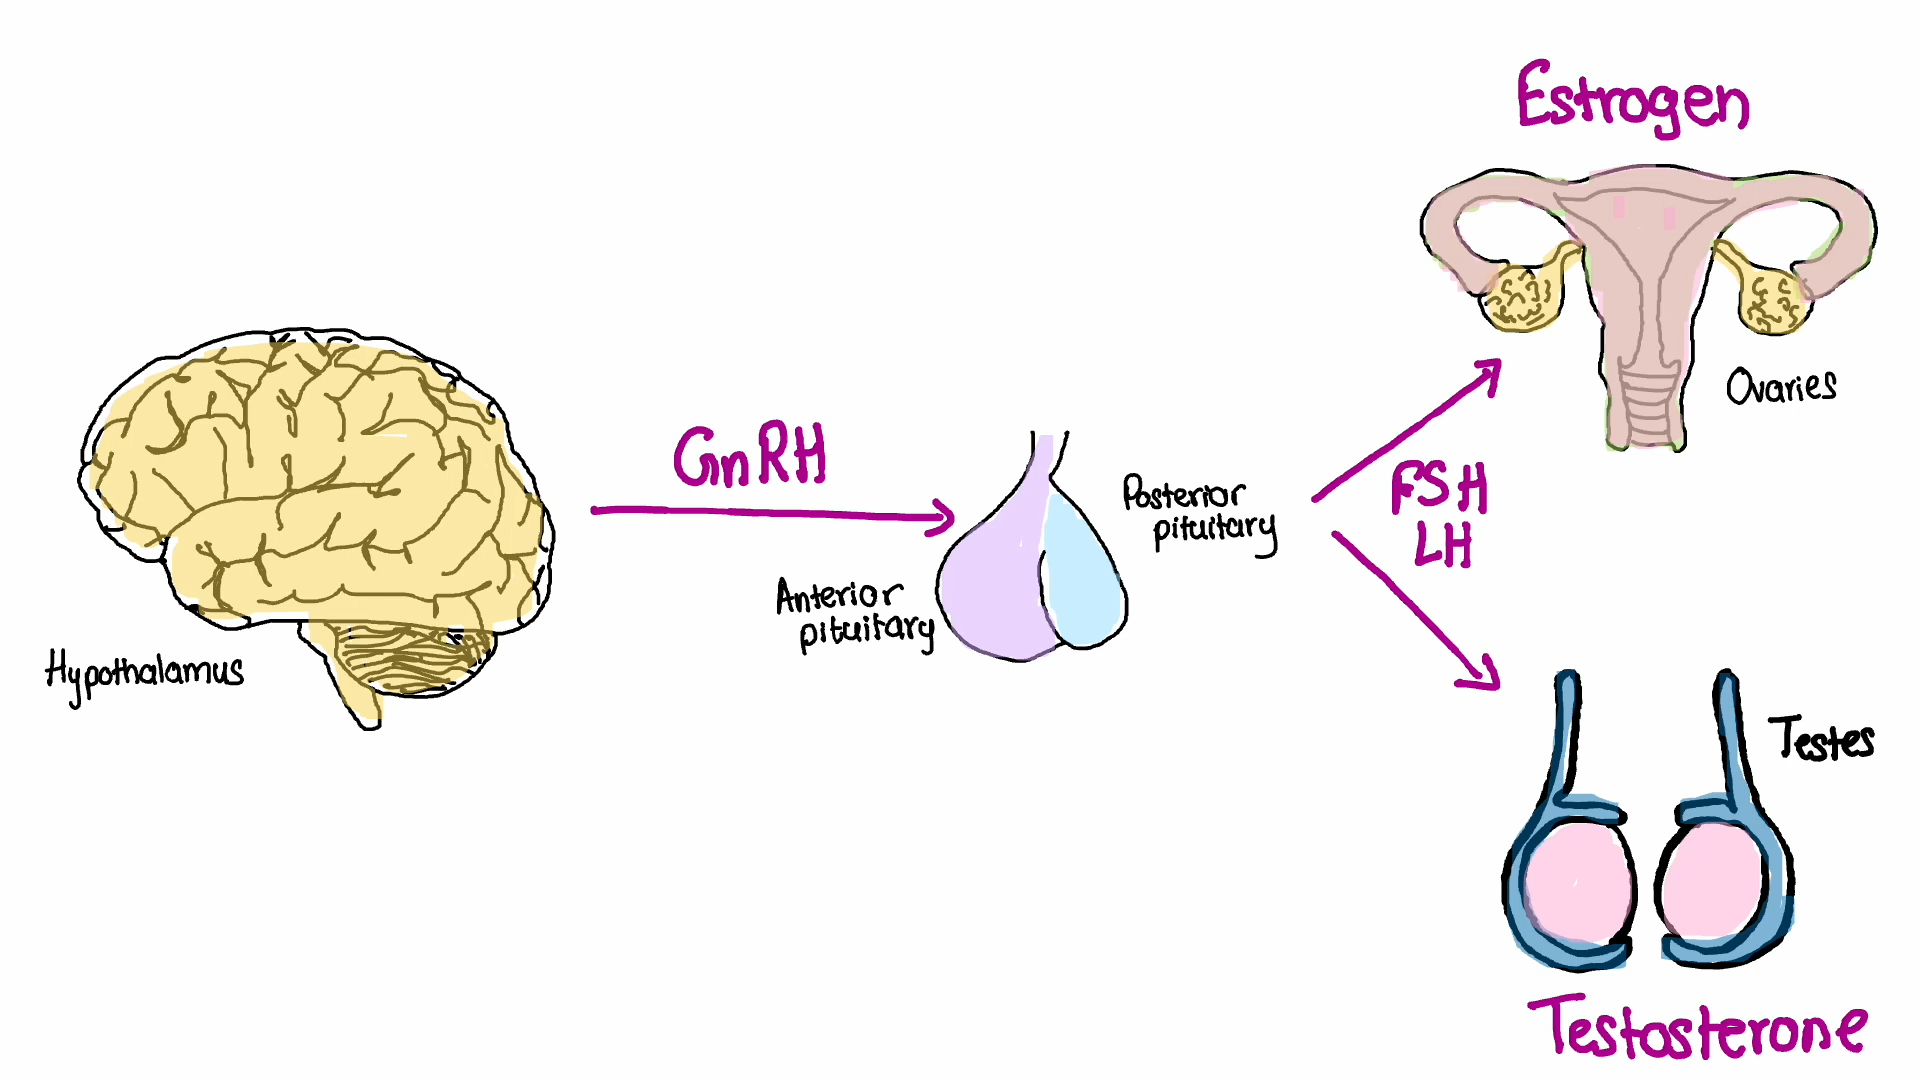 Estrogen
Ovaries
GnRH
Posterior
pituitary
FSH
LH
Anterior
pituitary
Hypothalamus
Testes
Testosterone